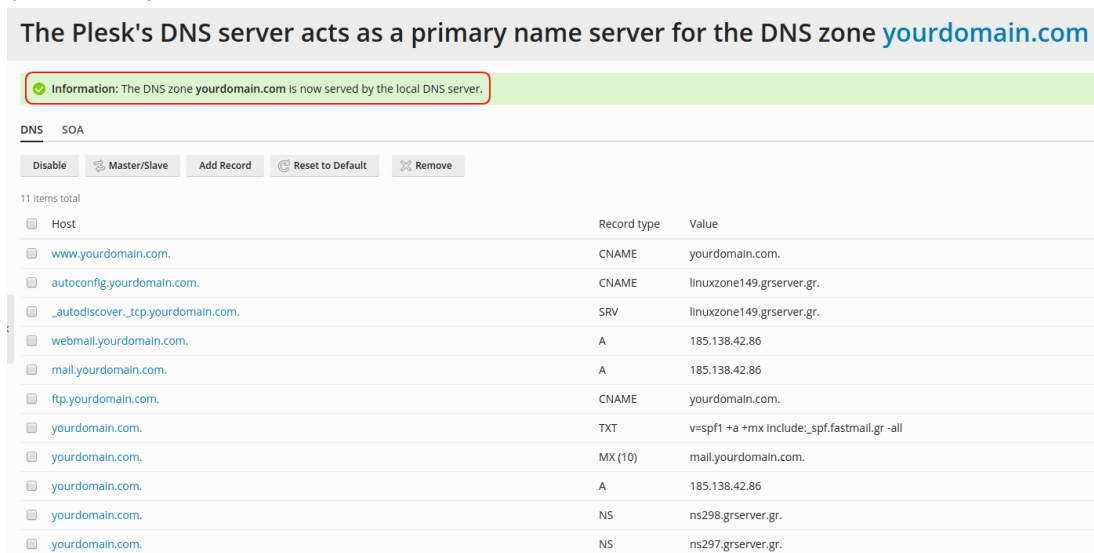 The Plesk's DNS server acts as a primary name server for the DNS zone yourdomain.com
Information: The DNS zone yourdomain.com is now served by the local DNS server.
DNS SOA
Disable Master/Slave Add Record Reset to Default Remove
11 items total
Host Record type Value
www.yourdomain.com. CNAME yourdomain.com.
autoconfig.yourdomain.com. CNAME linuxzone149.grserver.gr.
_autodiscover._tcp.yourdomain.com. SRV linuxzone149.grserver.gr.
webmail.yourdomain.com. A 185.138.42.86
mail.yourdomain.com. A 185.138.42.86
ftp.yourdomain.com. CNAME yourdomain.com.
yourdomain.com. TXT v=spf1 +a +mx include:_spf.fastmail.gr -all
yourdomain.com. MX (10) mail.yourdomain.com.
yourdomain.com. A 185.138.42.86
yourdomain.com. NS ns298.grserver.gr.
yourdomain.com. NS ns297.grserver.gr.